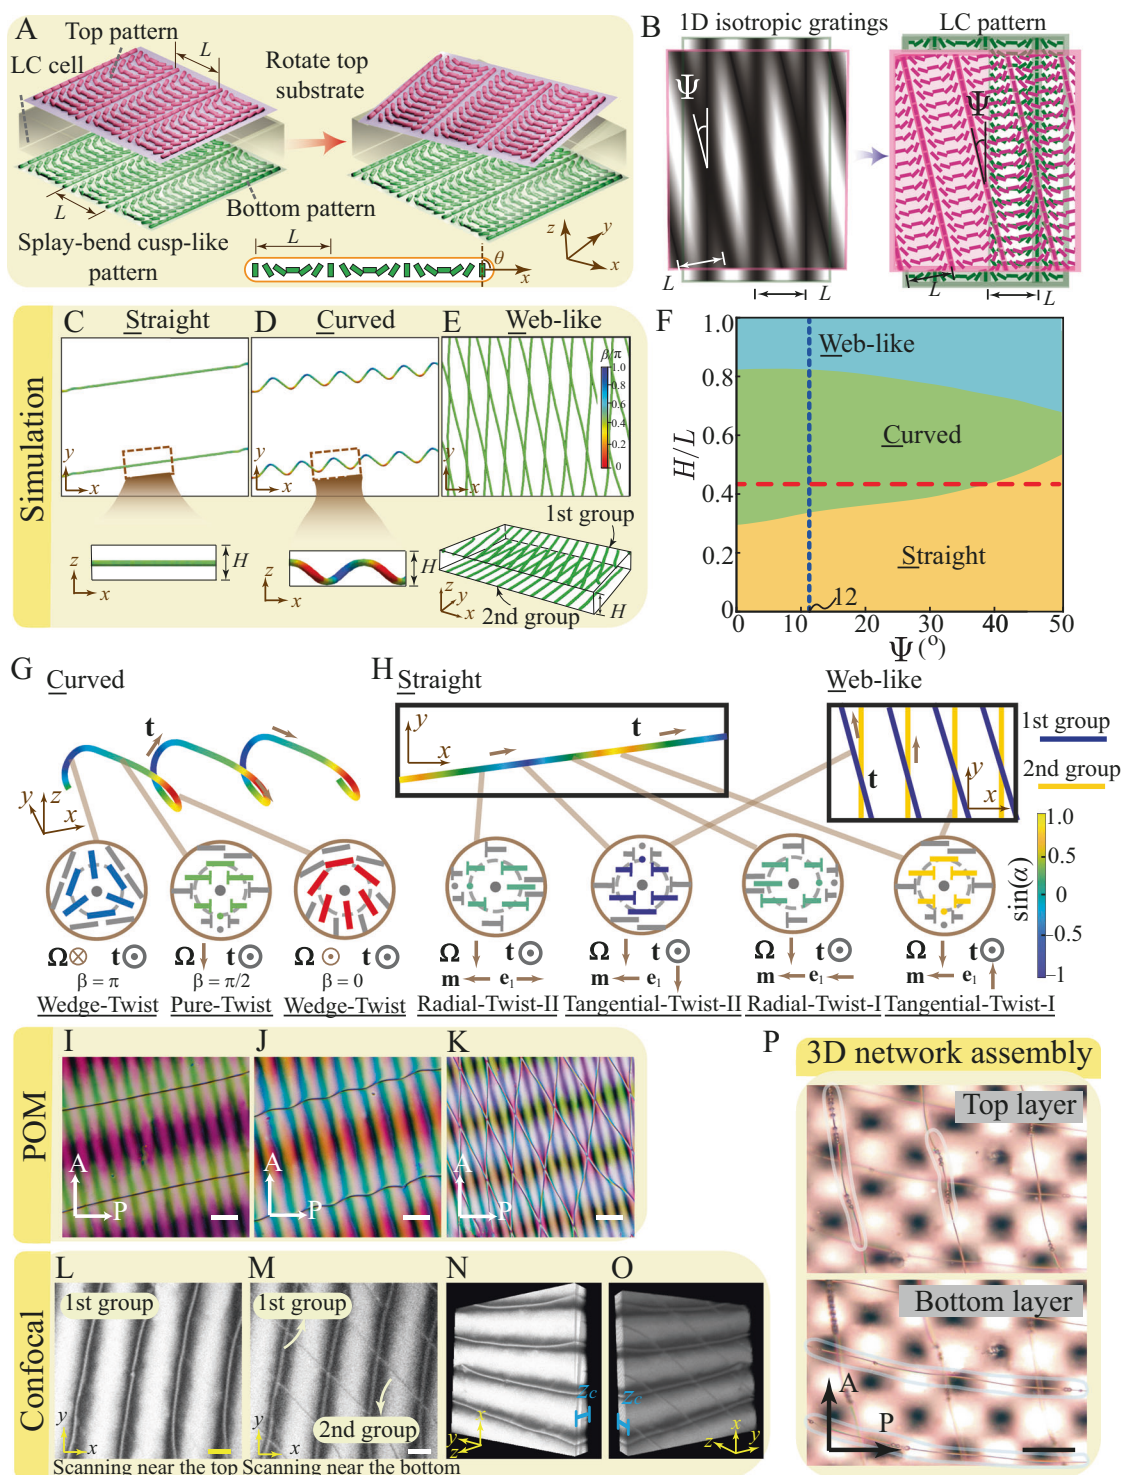 A
Top pattern
L
LC cell
Rotate top
substrate
L
Bottom pattern
Splay-bend cusp-like
pattern
L
θ
x
z
y
x
B
1D isotropic gratings
LC pattern
Ψ
Ψ
L
L
L
L
Simulation
C
Straight
D
Curved
E
Web-like
β/π
1.0
0.8
0.6
0.4
0.2
0
y
x
y
x
y
x
1st group
H
z
x
H
z
x
z
y
x
2nd group
H
F
1.0
0.8
0.6
0.4
0.2
0
H/L
Web-like
Curved
Straight
12
0
10
20
30
40
50
Ψ(°)
G
Curved
t
y
z
x
H
Straight
y
x
t
Web-like
t
y
x
1st group
2nd group
1.0
0.5
0
−0.5
−1
sin(α)
Ω
t
β = π
Wedge-Twist
Ω
t
β = π/2
Pure-Twist
Ω
t
β = 0
Wedge-Twist
Ω
t
m
e1
Radial-Twist-II
Ω
t
m
e1
Tangential-Twist-II
Ω
t
m
e1
Radial-Twist-I
Ω
t
m
e1
Tangential-Twist-I
POM
I
A
P
J
A
P
K
A
P
Confocal
L
1st group
y
x
Scanning near the top
M
1st group
2nd group
y
x
Scanning near the bottom
N
zc
x
y
z
O
zc
x
y
z
P
3D network assembly
Top layer
Bottom layer
A
P